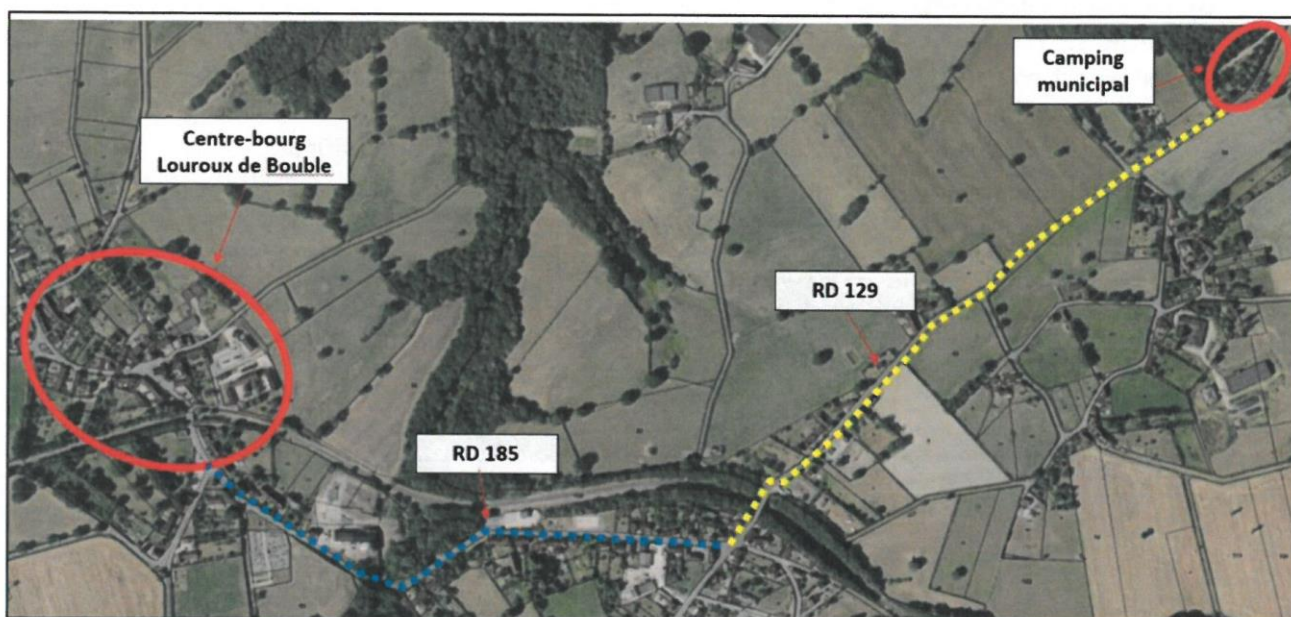 Camping
municipal
Centre-bourg
Louroux de Bouble
RD 129
RD 185